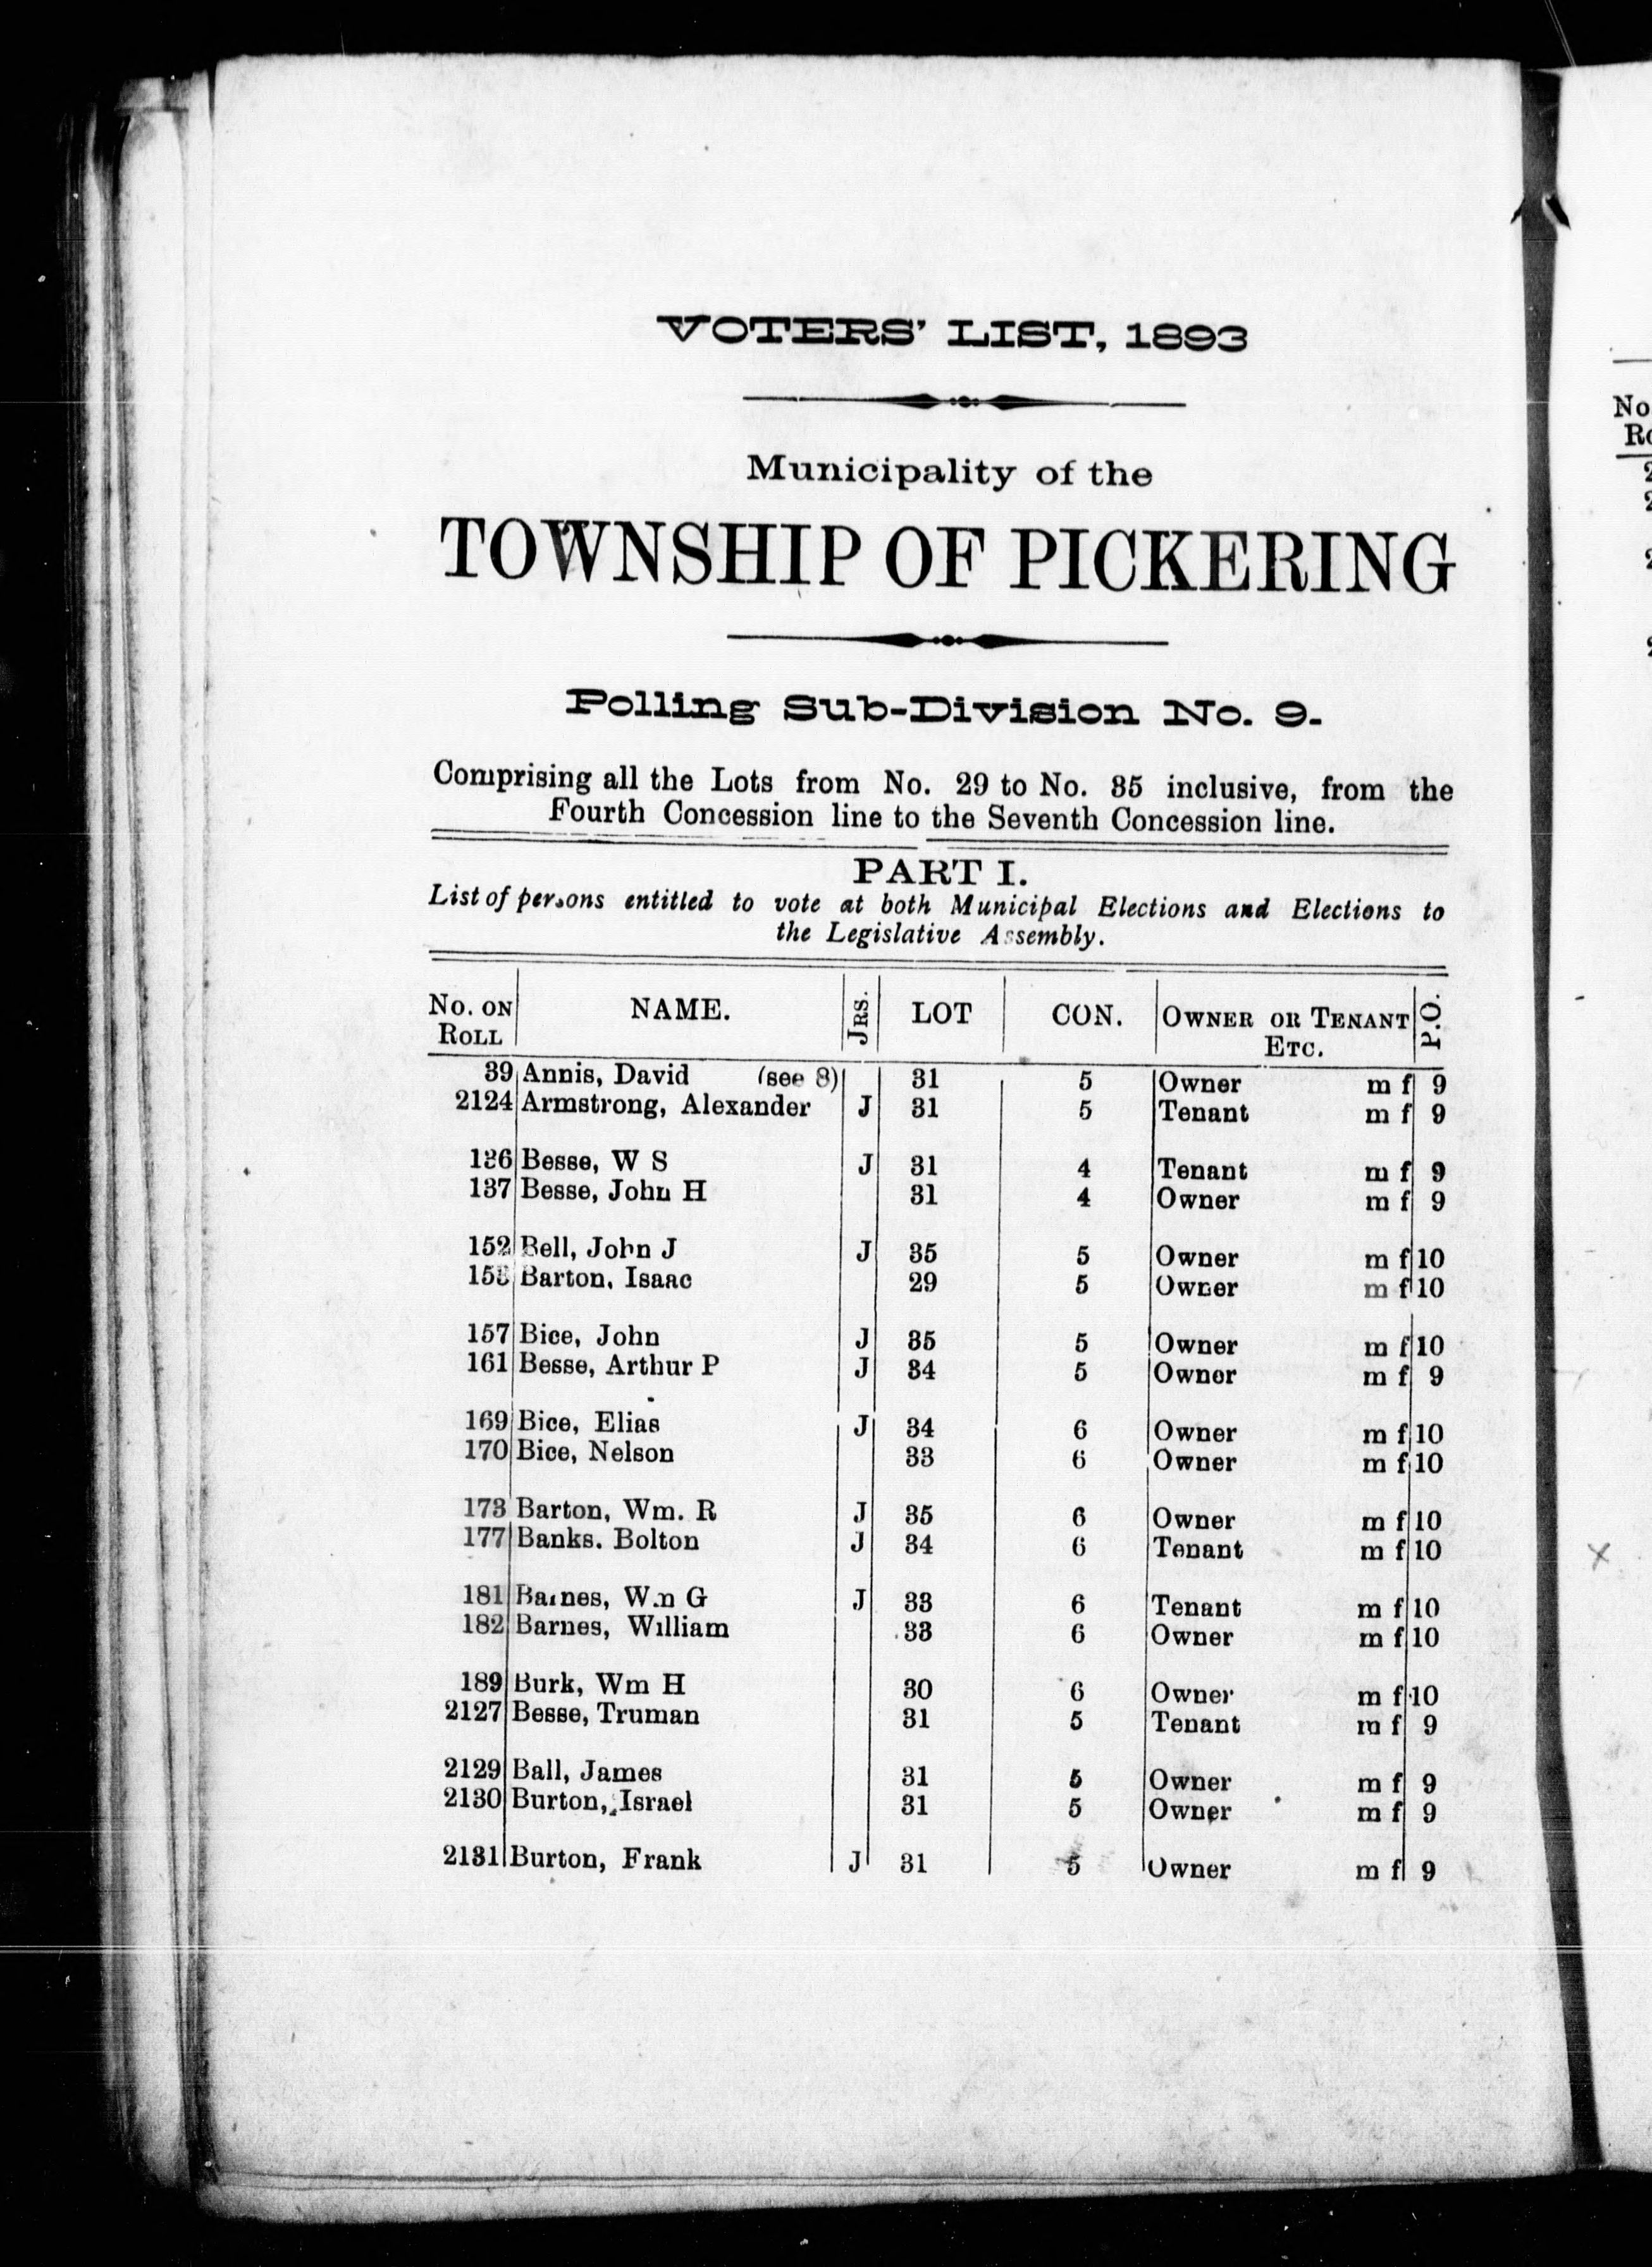 VOTERS' LIST, 1893
Municipality of the
TOWNSHIP OF PICKERING
Polling Sub-Division No. 9.
Comprising all the Lots from No. 29 to No. 35 inclusive, from the
Fourth Concession line to the Seventh Concession line.
PART I.
List of persons entitled to vote at both Municipal Elections and Elections to
the Legislative Assembly.
No. ON ROLL NAME. JRS. LOT CON. OWNER OR TENANT ETC. P.O.
39 Annis, David (see 8) 31 5 Owner m f 9
2124 Armstrong, Alexander J 31 5 Tenant m f 9
136 Besse, W S J 31 4 Tenant m f 9
137 Besse, John H 31 4 Owner m f 9
152 Bell, John J J 35 5 Owner m f 10
Barton, Isaac 29 5 Owner m f 10
157 Bice, John J 35 5 Owner m f 10
161 Besse, Arthur P J 34 5 Owner m f 9
169 Bice, Elias J 34 6 Owner m f 10
170 Bice, Nelson 33 6 Owner m f 10
173 Barton, Wm. R J 35 6 Owner m f 10
177 Banks. Bolton J 34 6 Tenant m f 10
181 Barnes, Wm G J 33 6 Tenant m f 10
182 Barnes, William 33 6 Owner m f 10
189 Burk, Wm H 30 6 Owner m f 10
2127 Besse, Truman 31 5 Tenant m f 9
2129 Ball, James 31 5 Owner m f 9
2130 Burton, Israel 31 5 Owner m f 9
2131 Burton, Frank J 31 5 Owner m f 9
No